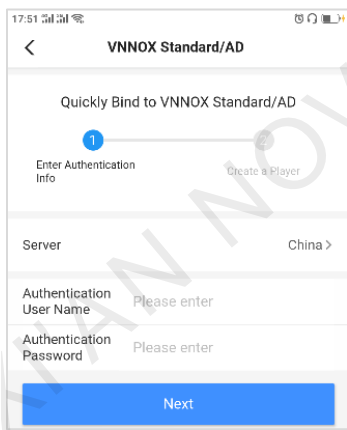 17:51
VNNOX Standard/AD
Quickly Bind to VNNOX Standard/AD
1
2
Enter Authentication
Info
Create a Player
Server
China >
Authentication
User Name
Please enter
Authentication
Password
Please enter
Next